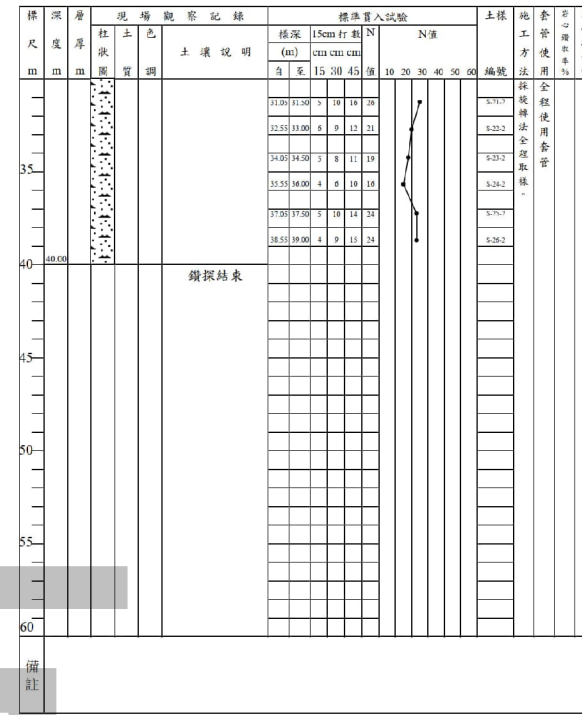 標尺 m
深度 m
層厚 m
現場觀察記錄
柱狀圖
土質
色調
土壤說明
標準貫入試驗
標深 (m)
自 至
15cm 打數
cm cm cm
15 30 45
N值
N值
10 20 30 40 50 60
土樣編號
施工方法
套管使用
岩心鑽取率%
31.05 31.50 5 10 16 26 S-21-2
32.55 33.00 6 9 12 21 S-22-2
34.05 34.50 3 8 11 19 S-23-2
35
35.55 36.00 4 6 10 16 S-24-2
37.05 37.50 5 10 14 24 S-25-2
38.55 39.00 4 9 15 24 S-26-2
採旋轉法全程取樣。
全程使用套管
40.00
40
鑽探結束
45
50
55
60
備註